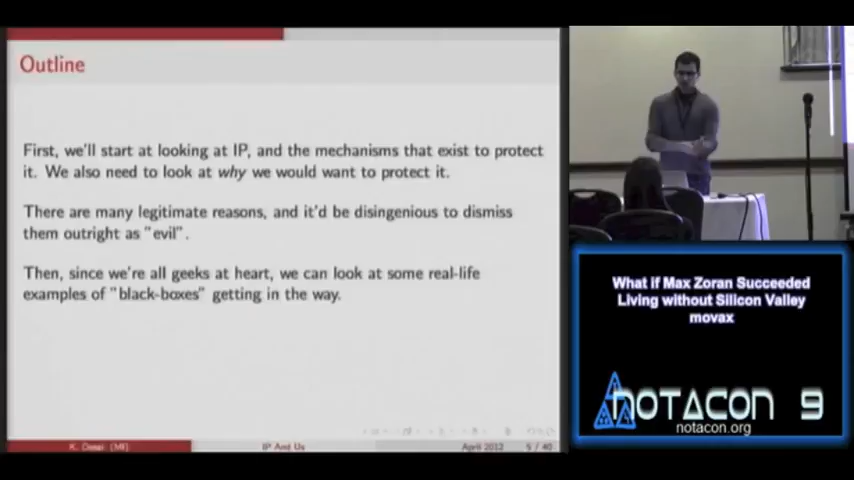 Outline
First, we'll start at looking at IP, and the mechanisms that exist to protect
it. We also need to look at why we would want to protect it.
There are many legitimate reasons, and it'd be disingenious to dismiss
them outright as "evil".
Then, since we're all geeks at heart, we can look at some real-life
examples of "black-boxes" getting in the way.
IP And Us
April 2012
/ 40
What if Max Zoran Succeeded
Living without Silicon Valley
movax
NOTACON 9
notacon.org